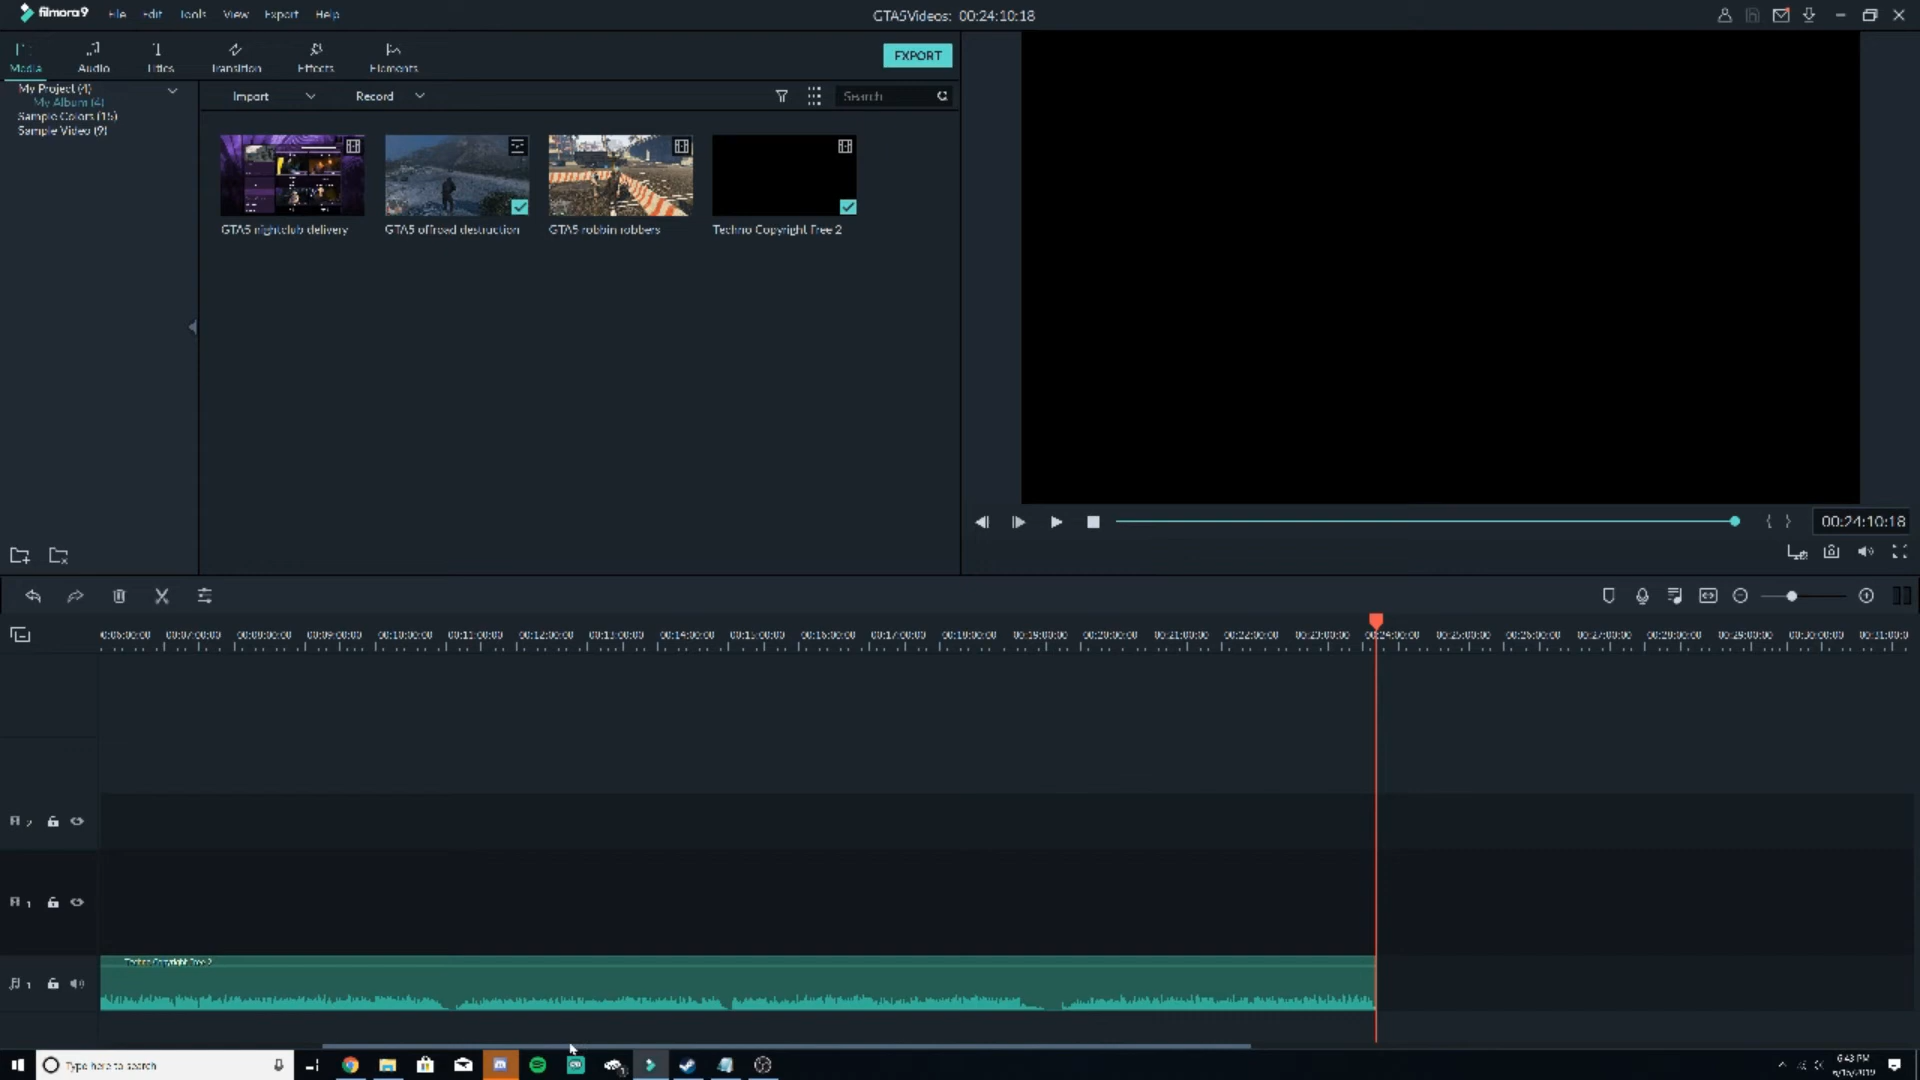 filmora9 File Edit Tools View Export Help GTA5Videos: 00:24:10:18
Media Audio Titles Transition Effects Elements EXPORT
My Project (4)
My Album (4)
Sample Colors (15)
Sample Video (9)
Import Record Search
GTA5 nightclub delivery GTA5 offroad destruction GTA5 robbin robbers Techno Copyright Free 2
00:24:10:18
0:06:00:00 00:07:00:00 00:08:00:00 00:09:00:00 00:10:00:00 00:11:00:00 00:12:00:00 00:13:00:00 00:14:00:00 00:15:00:00 00:16:00:00 00:17:00:00 00:18:00:00 00:19:00:00 00:20:00:00 00:21:00:00 00:22:00:00 00:23:00:00 00:24:00:00 00:25:00:00 00:26:00:00 00:27:00:00 00:28:00:00 00:29:00:00 00:30:00:00 00:31:00:0
2
1
Techno Copyright Free 2
1
Type here to search
6:43 PM